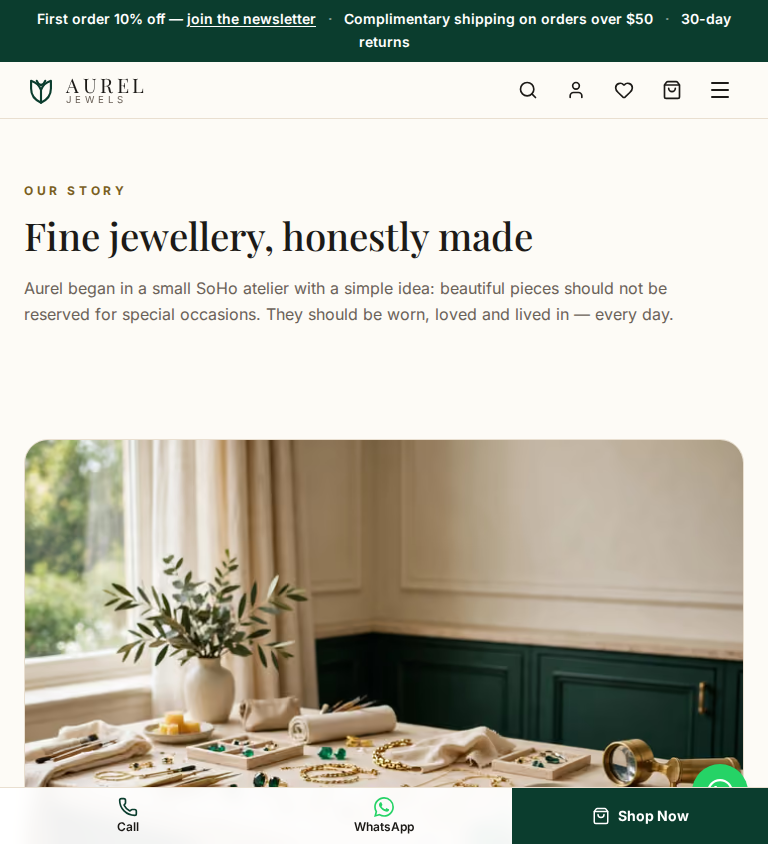 First order 10% off — join the newsletter · Complimentary shipping on orders over $50 · 30-day
returns
AUREL
JEWELS
OUR STORY
Fine jewellery, honestly made
Aurel began in a small SoHo atelier with a simple idea: beautiful pieces should not be
reserved for special occasions. They should be worn, loved and lived in — every day.
Call
WhatsApp
Shop Now